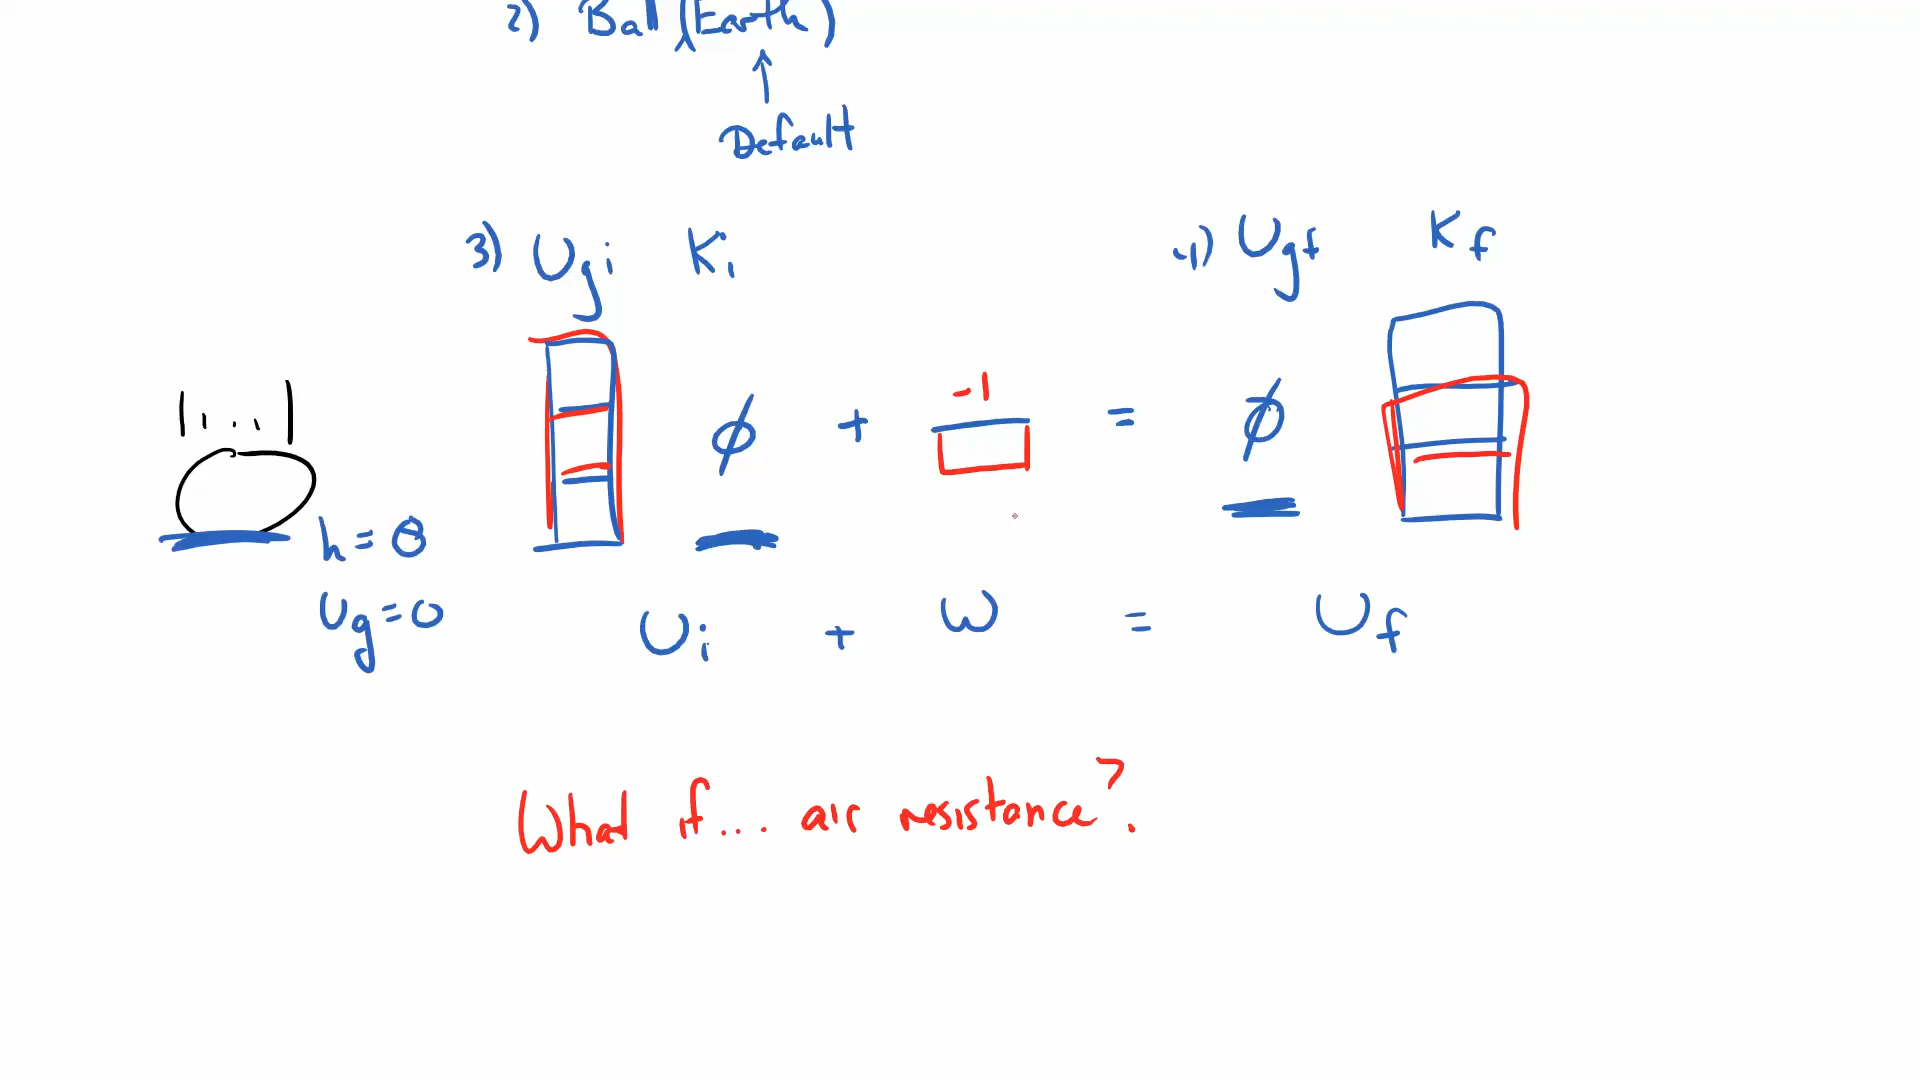 2) Ball (Earth)
Default
3) Ugi Ki
4) Ugf Kf
-1
ϕ + = ϕ
h = θ
Ug = 0
Ui + W = Uf
What if... air resistance?